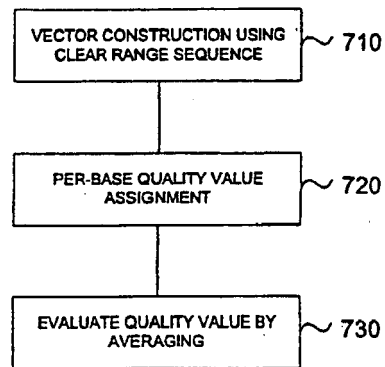 VECTOR CONSTRUCTION USING
CLEAR RANGE SEQUENCE
710
PER-BASE QUALITY VALUE
ASSIGNMENT
720
EVALUATE QUALITY VALUE BY
AVERAGING
730